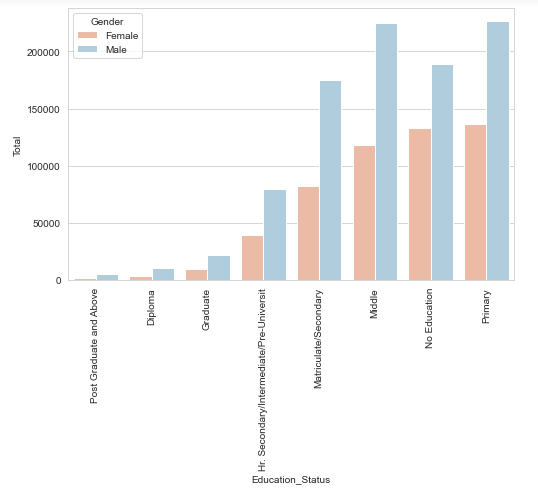 Gender
Female
Male
200000
150000
100000
50000
0
Total
Post Graduate and Above
Diploma
Graduate
Hr. Secondary/Intermediate/Pre-Universit
Matriculate/Secondary
Middle
No Education
Primary
Education_Status